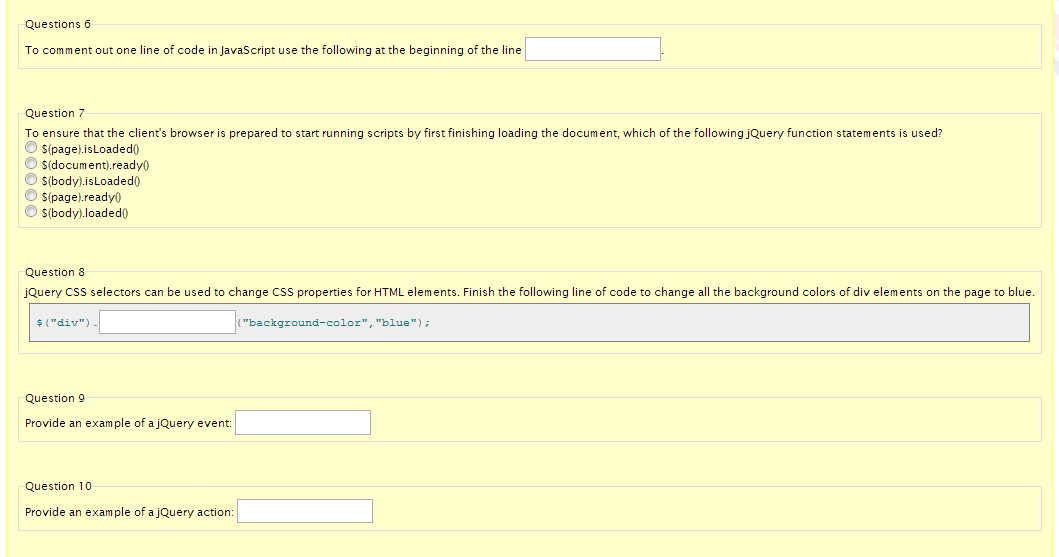 Questions 6
To comment out one line of code in JavaScript use the following at the beginning of the line .
Question 7
To ensure that the client's browser is prepared to start running scripts by first finishing loading the document, which of the following jQuery function statements is used?
$(page).isLoaded()
$(document).ready()
$(body).isLoaded()
$(page).ready()
$(body).loaded()
Question 8
jQuery CSS selectors can be used to change CSS properties for HTML elements. Finish the following line of code to change all the background colors of div elements on the page to blue.
$("div"). ("background-color","blue");
Question 9
Provide an example of a jQuery event:
Question 10
Provide an example of a jQuery action: